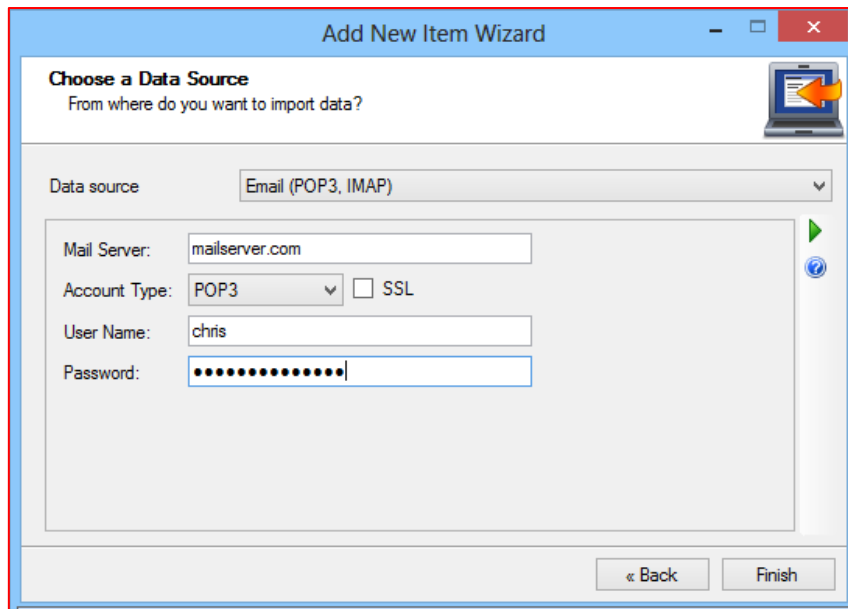 Add New Item Wizard
Choose a Data Source
From where do you want to import data?
Data source Email (POP3, IMAP)
Mail Server: mailserver.com
Account Type: POP3 SSL
User Name: chris
Password: ••••••••••••••
« Back Finish